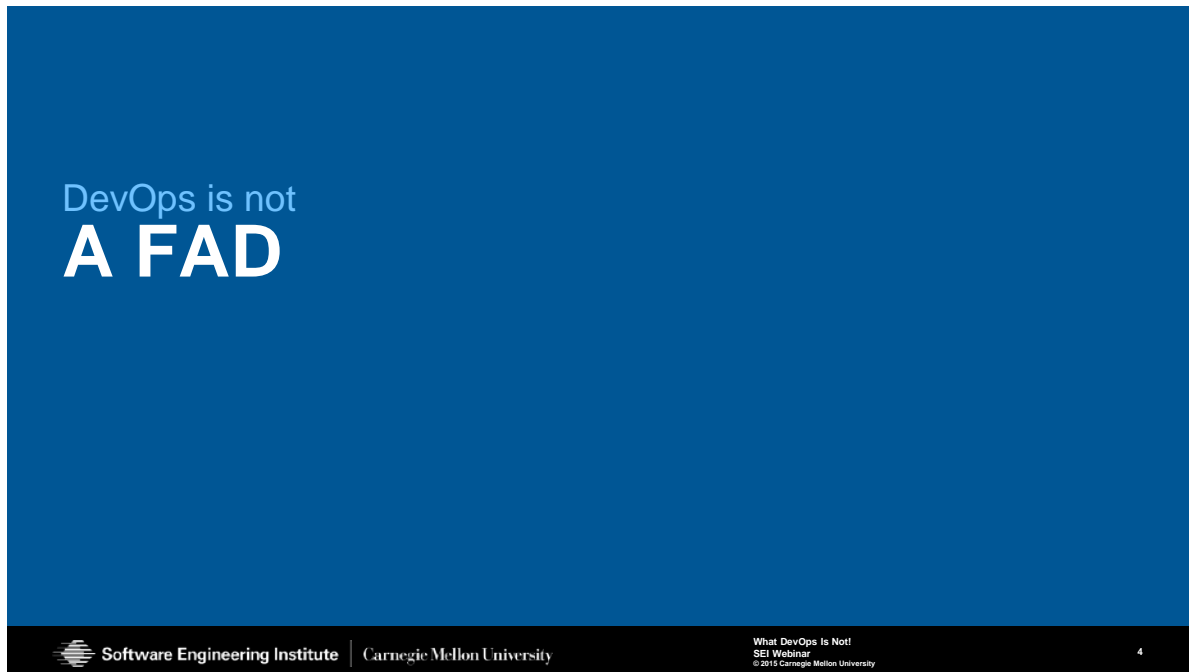 DevOps is not
A FAD
Software Engineering Institute
Carnegie Mellon University
What DevOps Is Not!
SEI Webinar
© 2015 Carnegie Mellon University
4